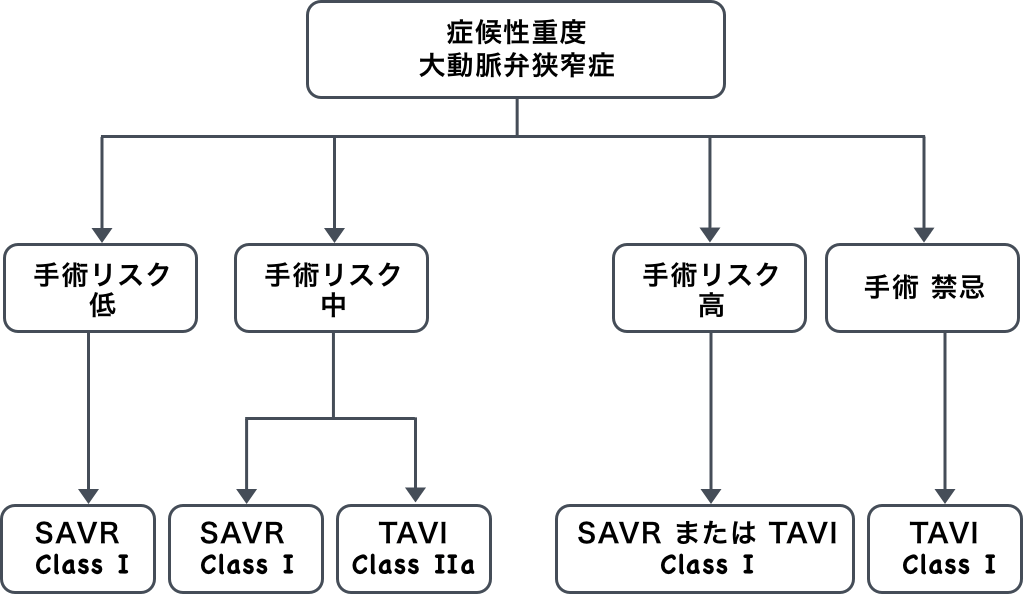 症候性重度
大動脈弁狭窄症
手術リスク
低
手術リスク
中
手術リスク
高
手術 禁忌
SAVR
Class I
SAVR
Class I
TAVI
Class IIa
SAVR または TAVI
Class I
TAVI
Class I